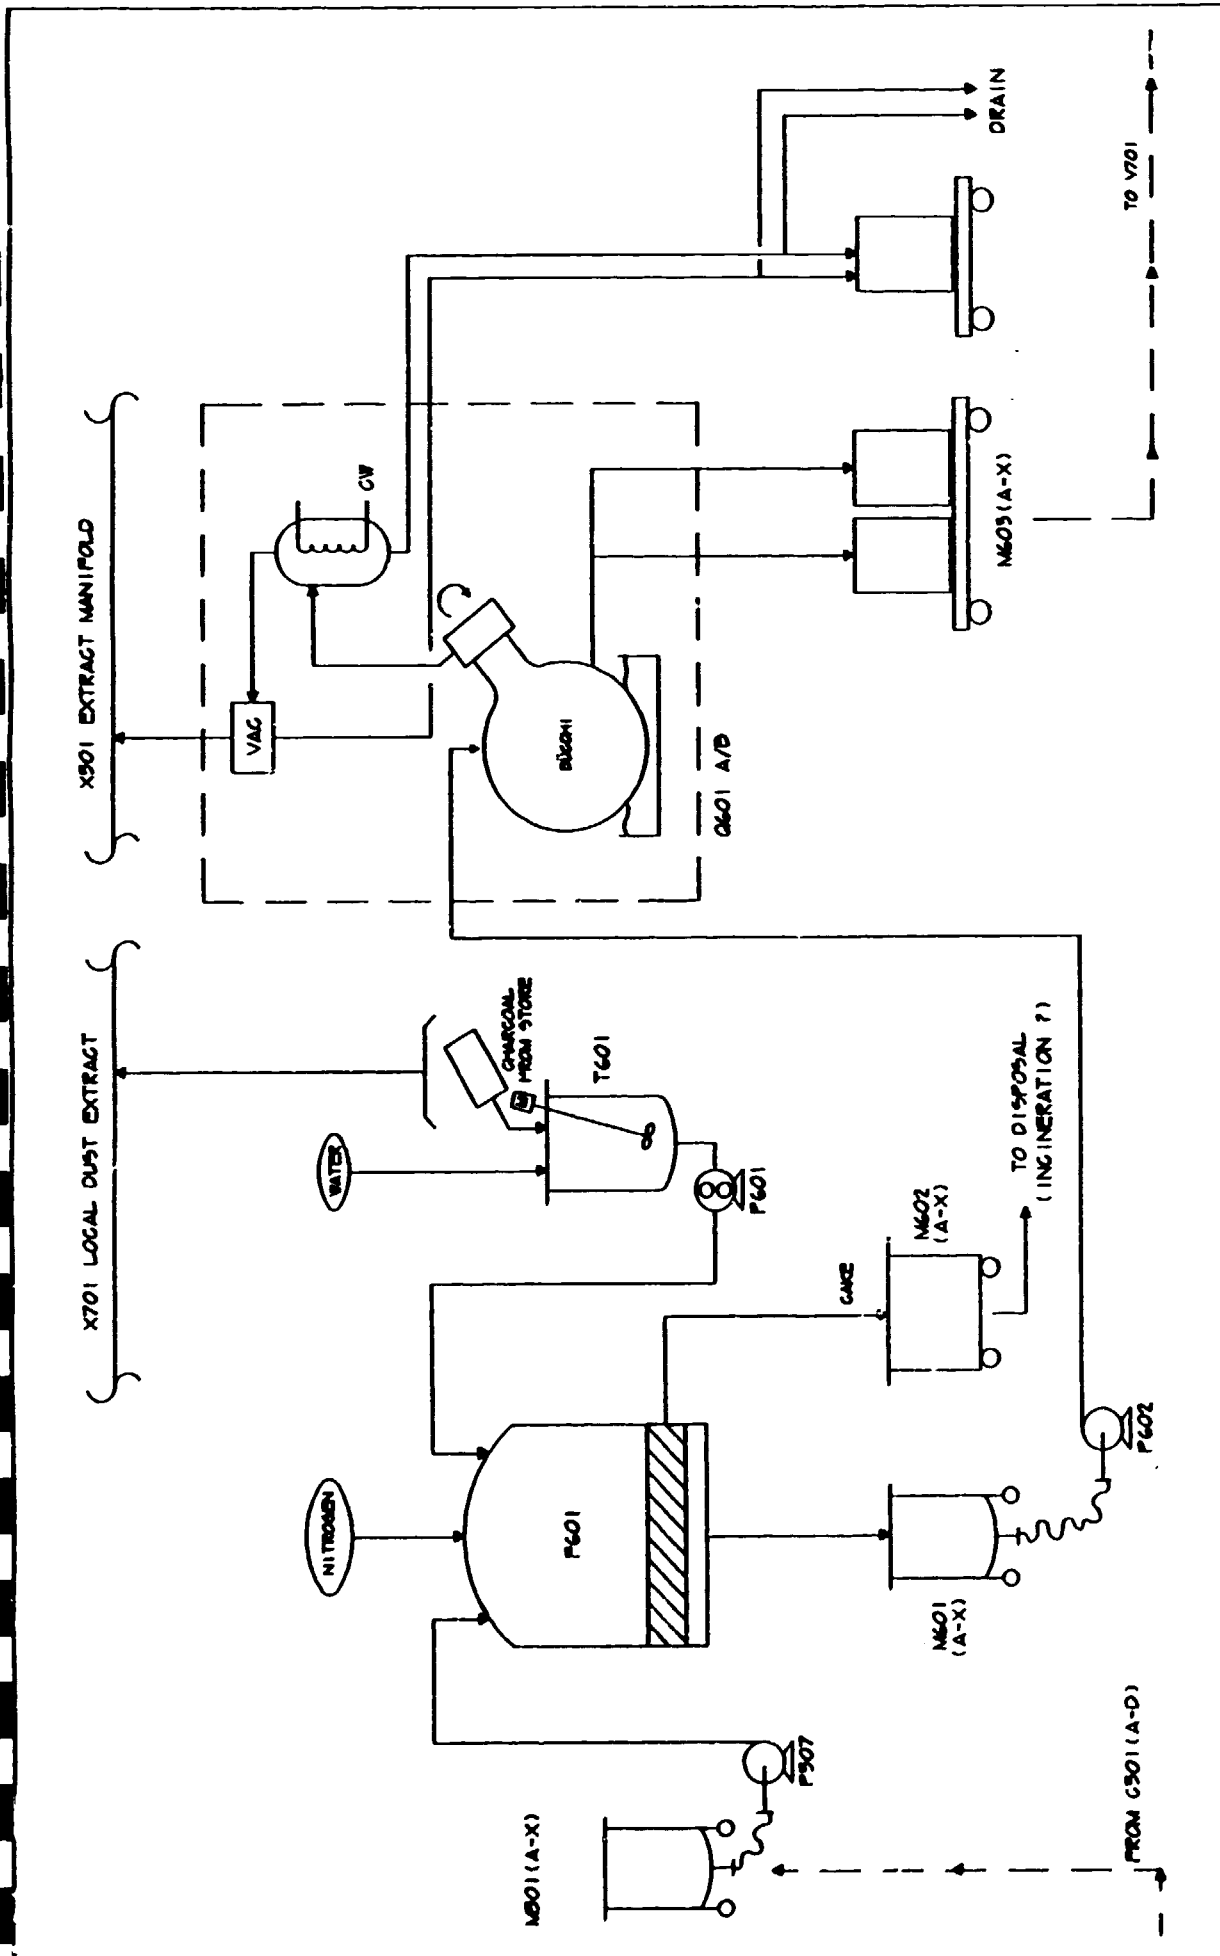 X701 LOCAL DUST EXTRACT
X501 EXTRACT MANIFOLD
NITROGEN
WATER
CHARCOAL
FROM STORE
M
VAC
CW
T601
P601
BÜCHI
Q601 A/B
F601
M501 (A-X)
P507
CAKE
M601
(A-X)
M602
(A-X)
TO DISPOSAL
(INCINERATION ?)
P602
M603 (A-X)
DRAIN
TO V701
FROM C501 (A-D)